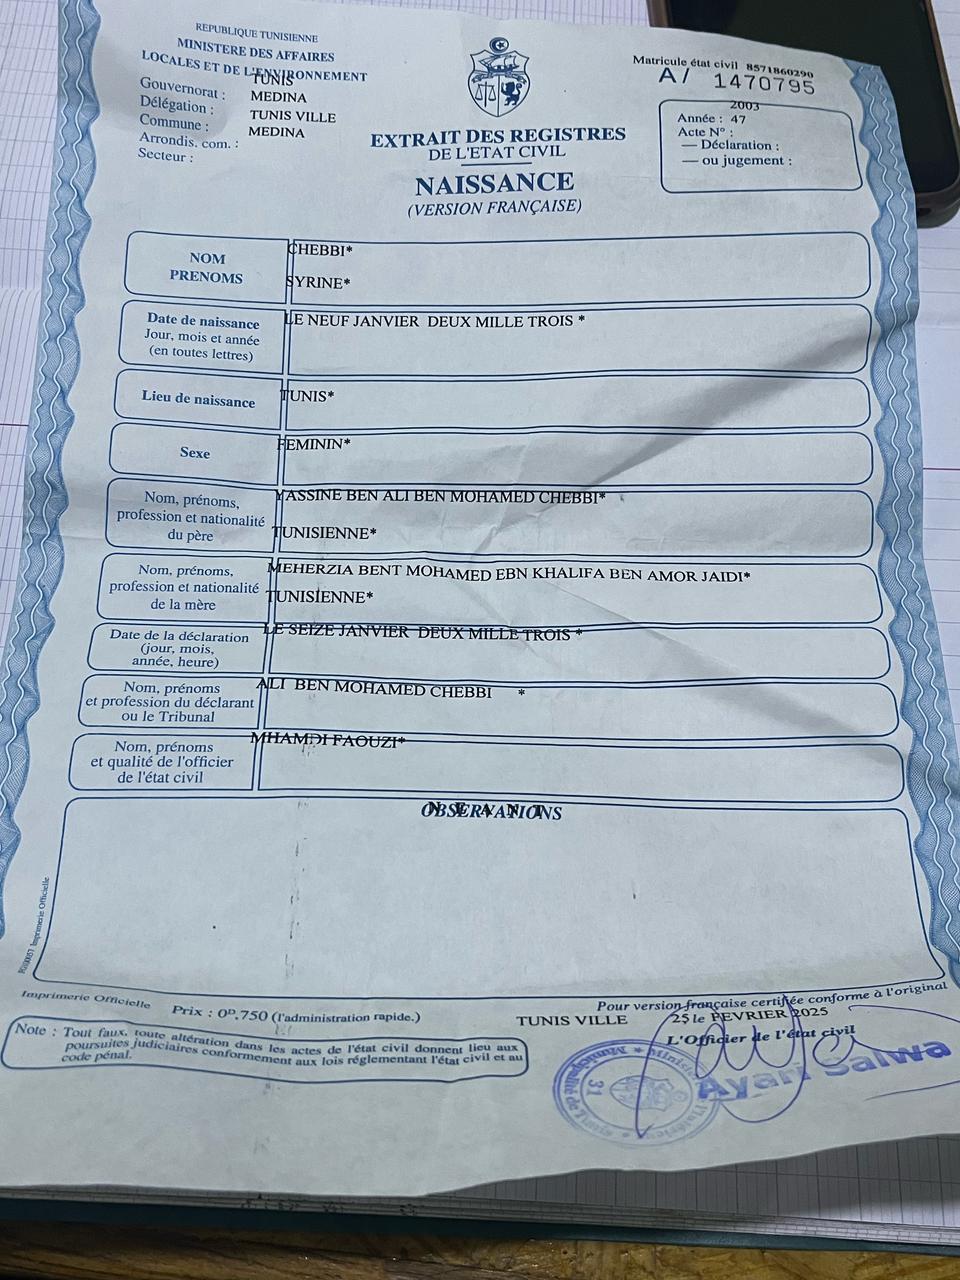 REPUBLIQUE TUNISIENNE
MINISTERE DES AFFAIRES
LOCALES ET DE L'ENVIRONNEMENT
Gouvernorat : TUNIS
Délégation : MEDINA
Commune : TUNIS VILLE
Arrondis. com. : MEDINA
Secteur :
Matricule état civil 8571860290
A/ 1470795
2003
Année : 47
Acte N° :
— Déclaration :
— ou jugement :
EXTRAIT DES REGISTRES
DE L'ETAT CIVIL
NAISSANCE
(VERSION FRANÇAISE)
NOM CHEBBI*
PRENOMS SYRINE*
Date de naissance LE NEUF JANVIER DEUX MILLE TROIS *
Jour, mois et année
(en toutes lettres)
Lieu de naissance TUNIS*
Sexe FEMININ*
Nom, prénoms, YASSINE BEN ALI BEN MOHAMED CHEBBI*
profession et nationalité
du père TUNISIENNE*
Nom, prénoms, MEHERZIA BENT MOHAMED EBN KHALIFA BEN AMOR JAIDI*
profession et nationalité TUNISIENNE*
de la mère
Date de la déclaration LE SEIZE JANVIER DEUX MILLE TROIS *
(jour, mois,
année, heure)
Nom, prénoms ALI BEN MOHAMED CHEBBI *
et profession du déclarant
ou le Tribunal
Nom, prénoms MHAMDI FAOUZI*
et qualité de l'officier
de l'état civil
OBSERVATIONS
N E A N T
Imprimerie Officielle
Imprimerie Officielle Prix : 0D.750 (l'administration rapide.)
Note : Tout faux, toute altération dans les actes de l'état civil donnent lieu aux
poursuites judiciaires conformement aux lois réglementant l'état civil et au
code pénal.
Pour version française certifiée conforme à l'original
TUNIS VILLE 25 le FEVRIER 2025
L'Officier de l'état civil
Ayari Salwa
31